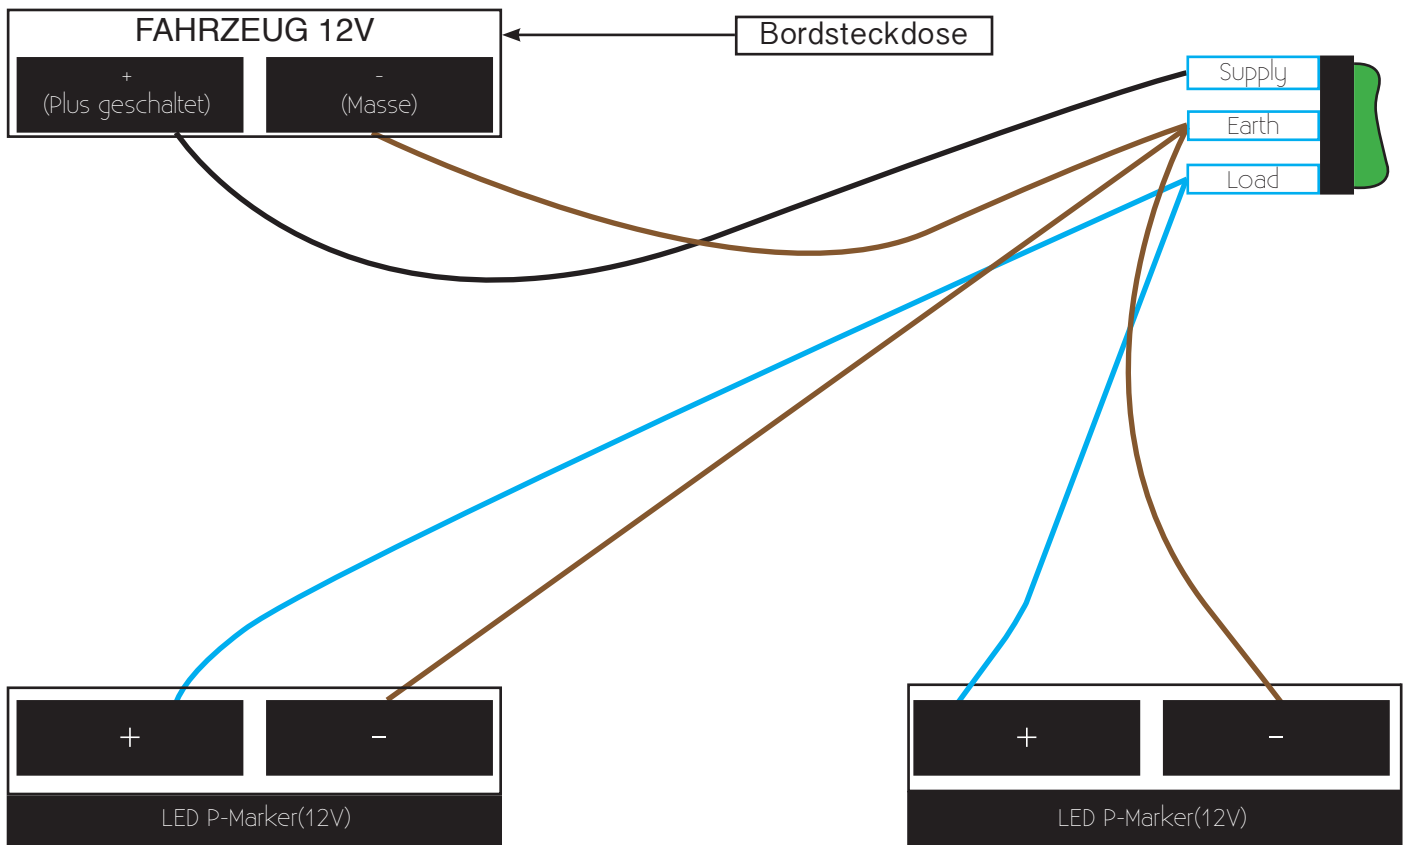 FAHRZEUG 12V
Bordsteckdose
+
(Plus geschaltet)
-
(Masse)
Supply
Earth
Load
+
-
LED P-Marker(12V)
+
-
LED P-Marker(12V)